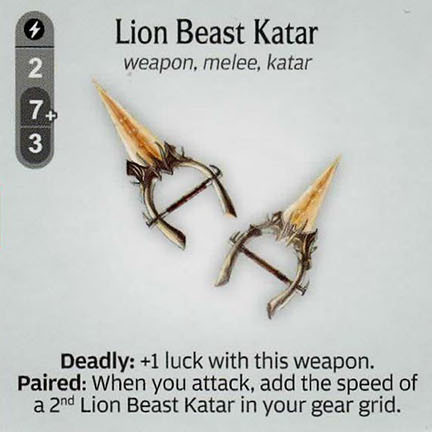 Lion Beast Katar
weapon, melee, katar
2
7+
3
Deadly: +1 luck with this weapon.
Paired: When you attack, add the speed of
a 2nd Lion Beast Katar in your gear grid.